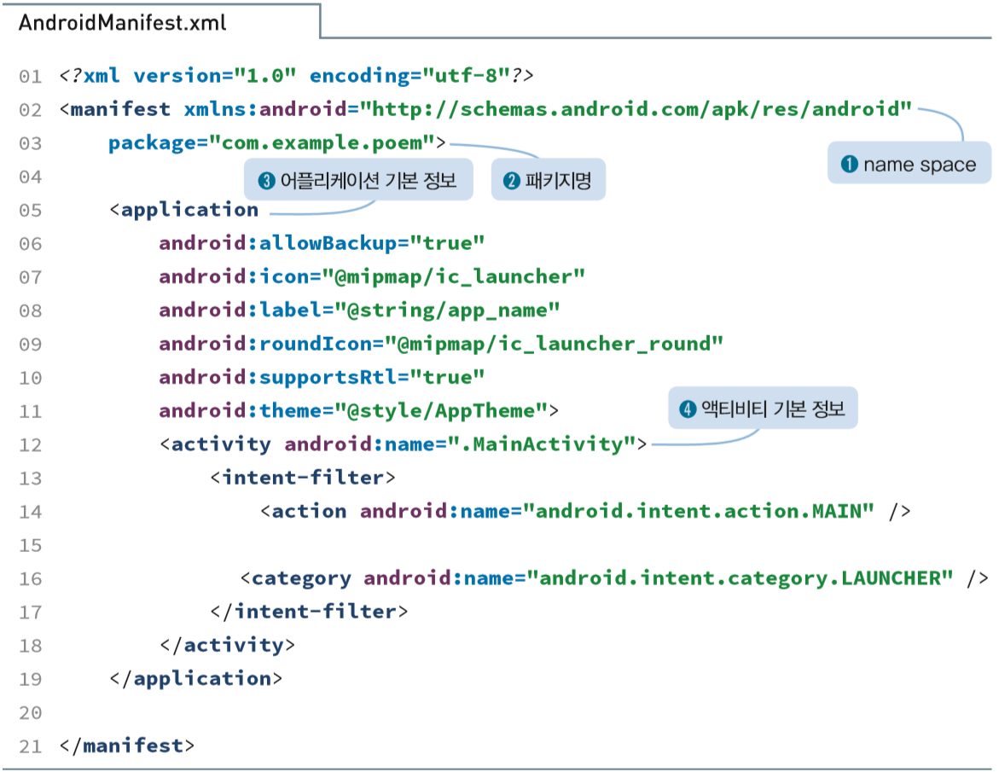 AndroidManifest.xml
01 <?xml version="1.0" encoding="utf-8"?>
02 <manifest xmlns:android="http://schemas.android.com/apk/res/android"
❶ name space
03     package="com.example.poem">
❷ 패키지명
04
❸ 어플리케이션 기본 정보
05     <application
06         android:allowBackup="true"
07         android:icon="@mipmap/ic_launcher"
08         android:label="@string/app_name"
09         android:roundIcon="@mipmap/ic_launcher_round"
10         android:supportsRtl="true"
11         android:theme="@style/AppTheme">
❹ 액티비티 기본 정보
12         <activity android:name=".MainActivity">
13             <intent-filter>
14                 <action android:name="android.intent.action.MAIN" />
15
16                <category android:name="android.intent.category.LAUNCHER" />
17             </intent-filter>
18         </activity>
19     </application>
20
21 </manifest>